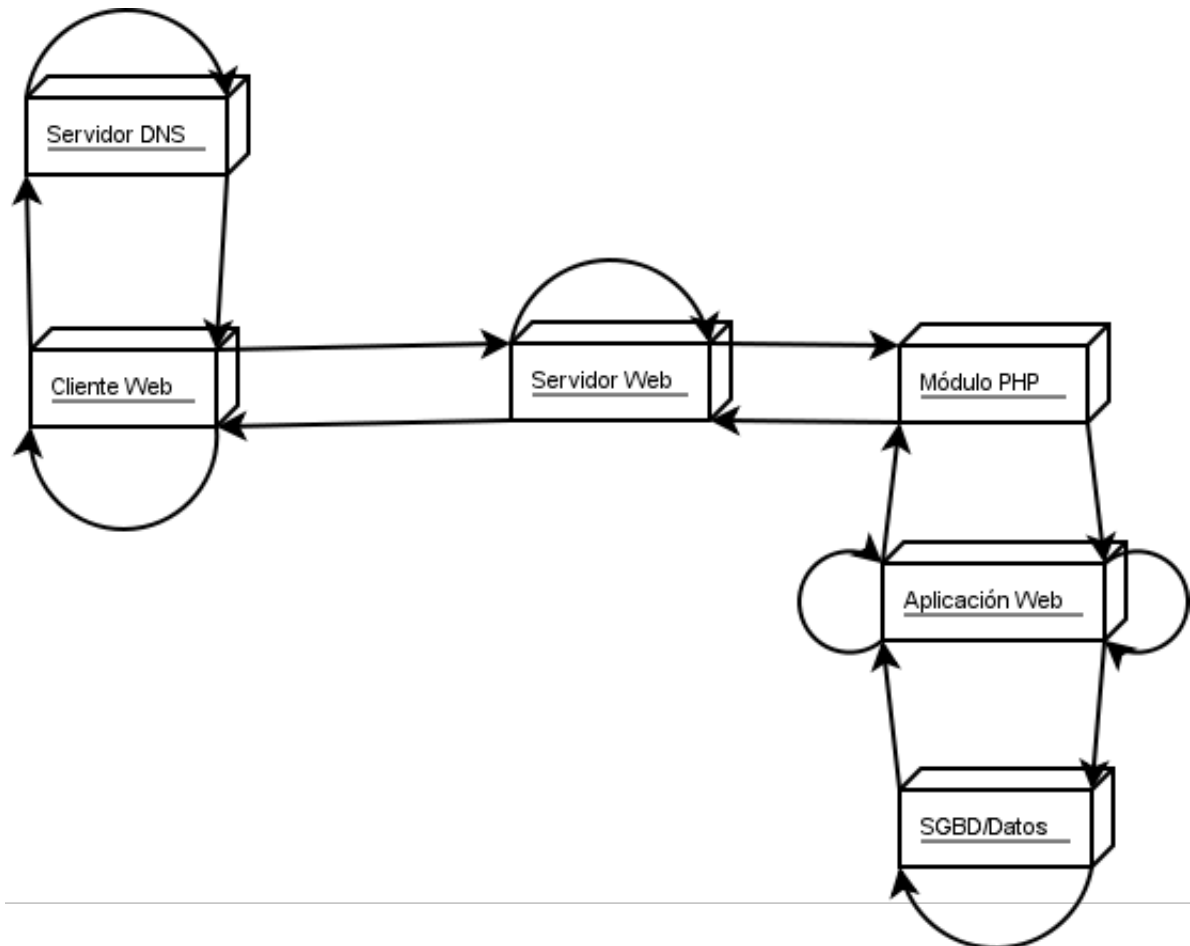 Servidor DNS
Cliente Web
Servidor Web
Módulo PHP
Aplicación Web
SGBD/Datos